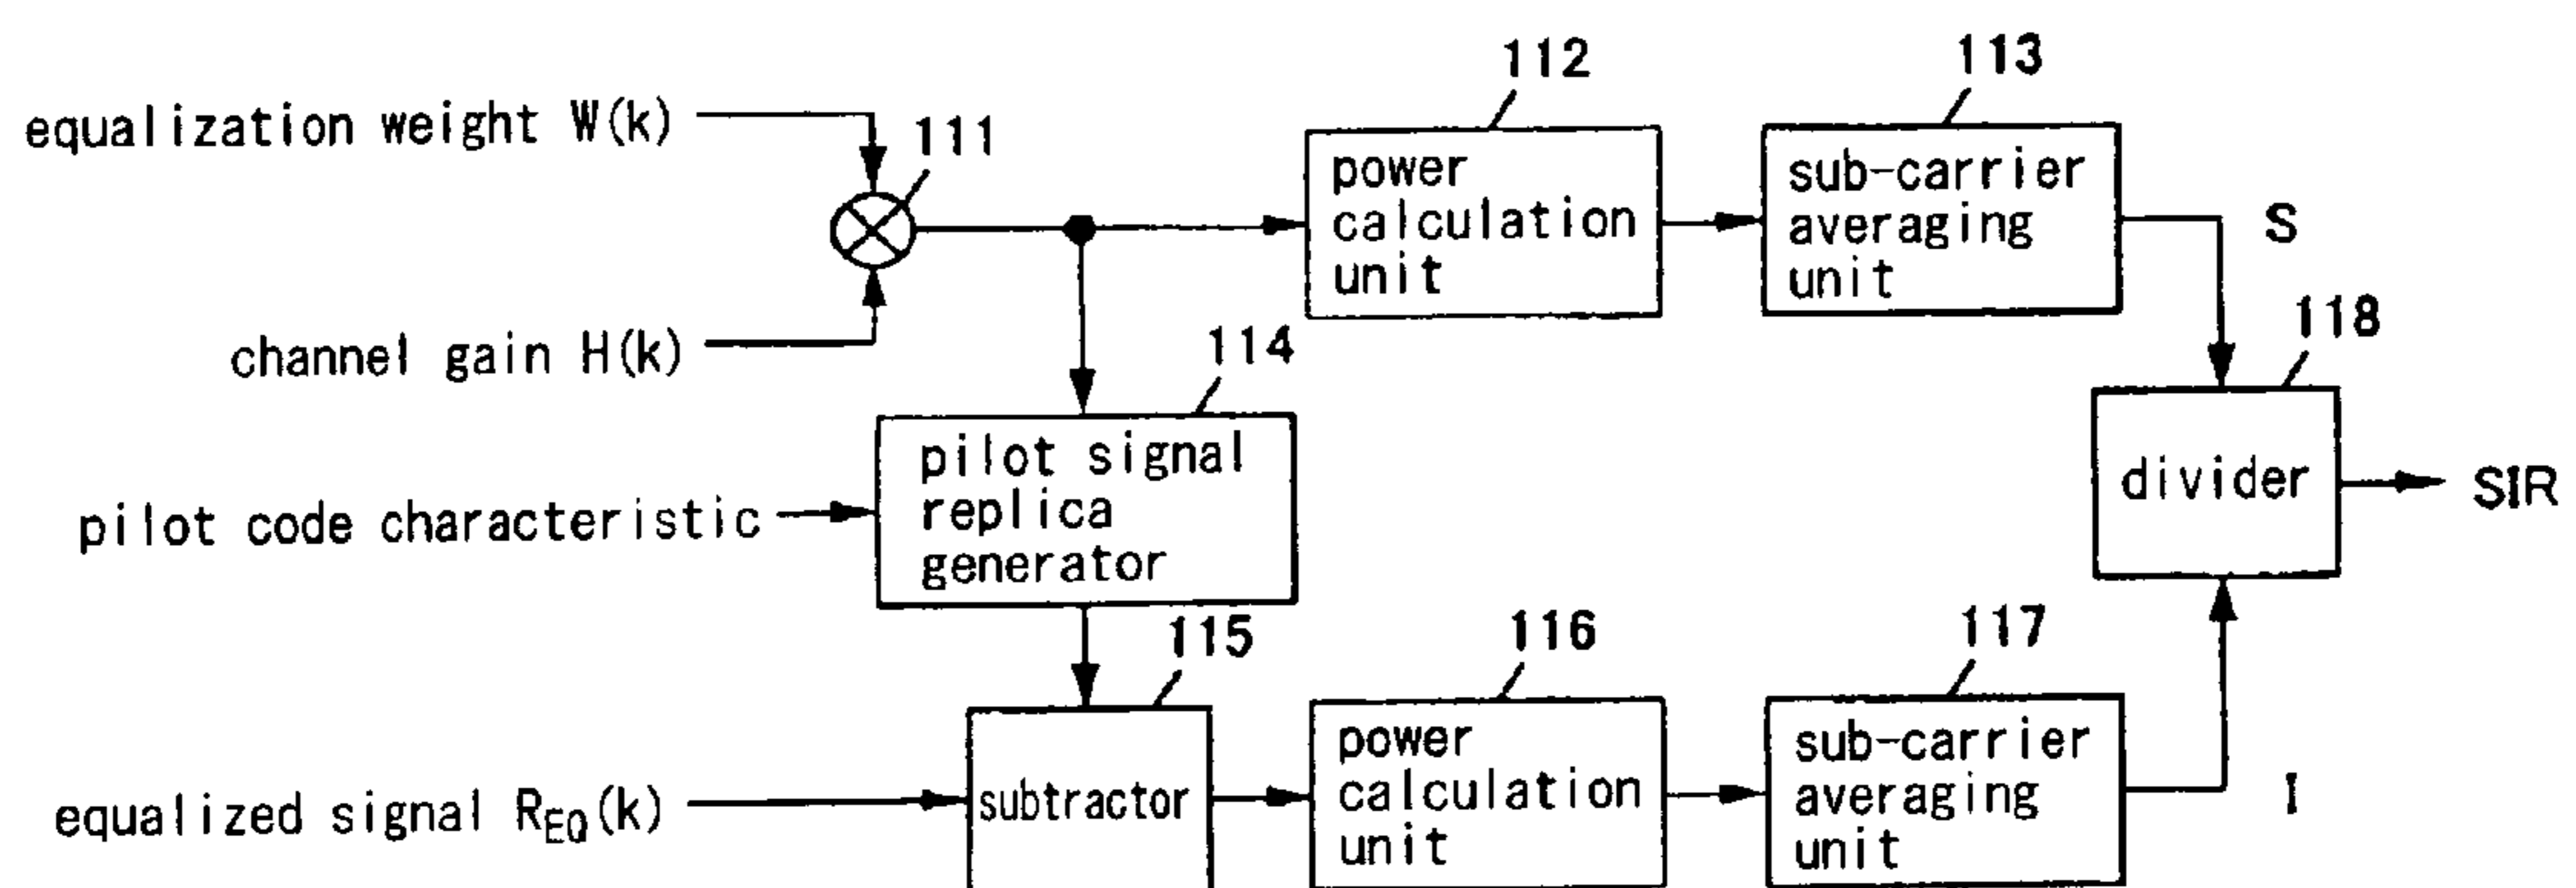 112
113
equalization weight W(k)
111
power
calculation
unit
sub-carrier
averaging
unit
S
channel gain H(k)
114
118
pilot signal
replica
generator
divider
SIR
pilot code characteristic
115
116
117
equalized signal R_EQ(k)
subtractor
power
calculation
unit
sub-carrier
averaging
unit
I